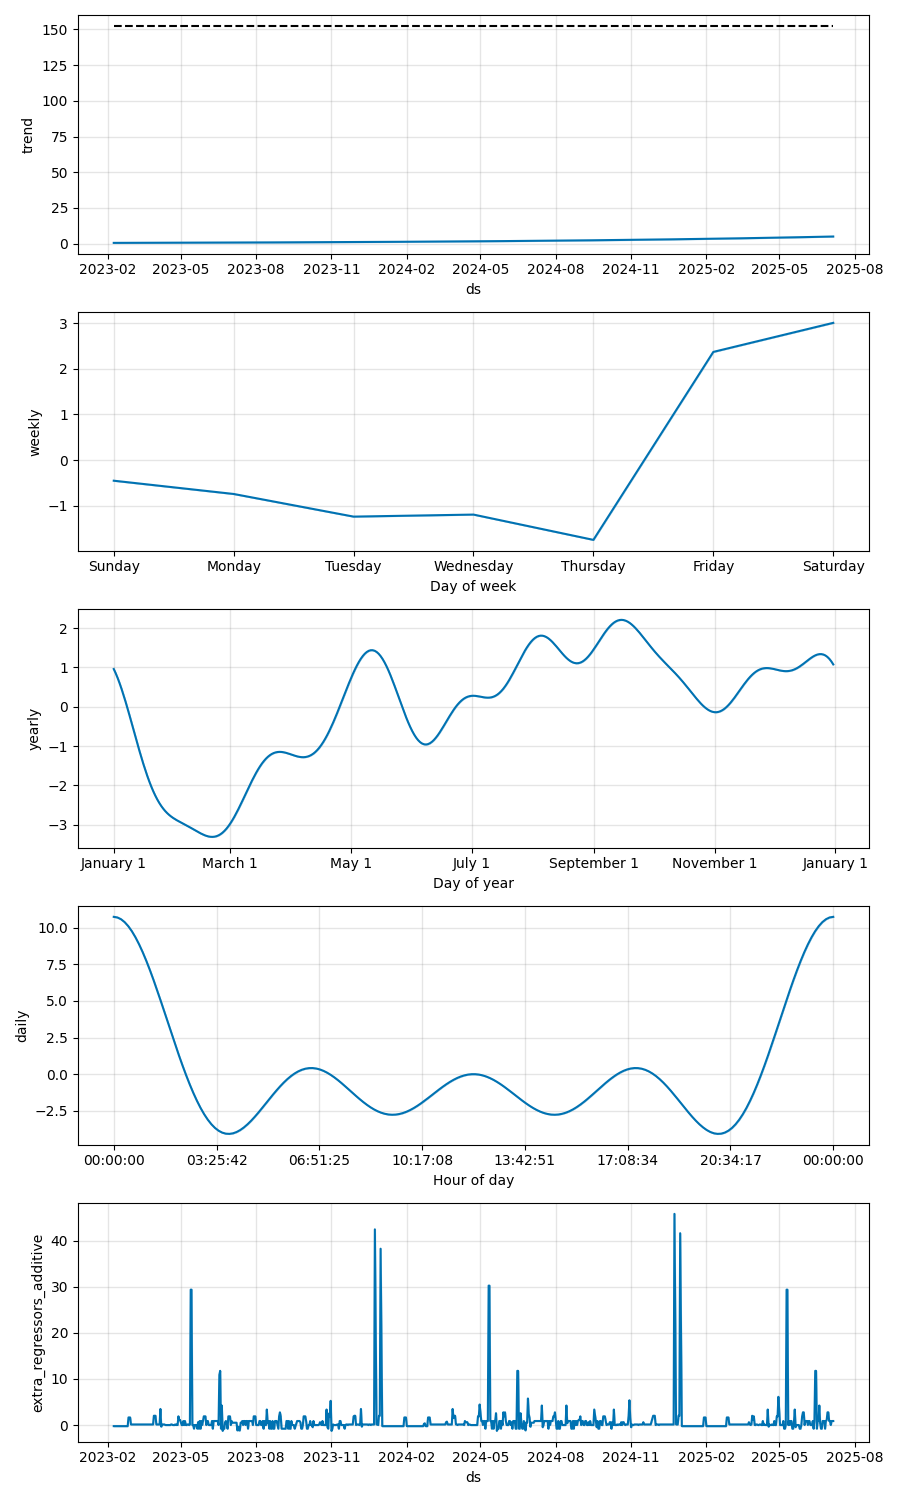 150
125
100
75
50
25
0
trend
2023-02 2023-05 2023-08 2023-11 2024-02 2024-05 2024-08 2024-11 2025-02 2025-05 2025-08
ds
3
2
1
0
−1
weekly
Sunday Monday Tuesday Wednesday Thursday Friday Saturday
Day of week
2
1
0
−1
−2
−3
yearly
January 1 March 1 May 1 July 1 September 1 November 1 January 1
Day of year
10.0
7.5
5.0
2.5
0.0
−2.5
daily
00:00:00 03:25:42 06:51:25 10:17:08 13:42:51 17:08:34 20:34:17 00:00:00
Hour of day
40
30
20
10
0
extra_regressors_additive
2023-02 2023-05 2023-08 2023-11 2024-02 2024-05 2024-08 2024-11 2025-02 2025-05 2025-08
ds